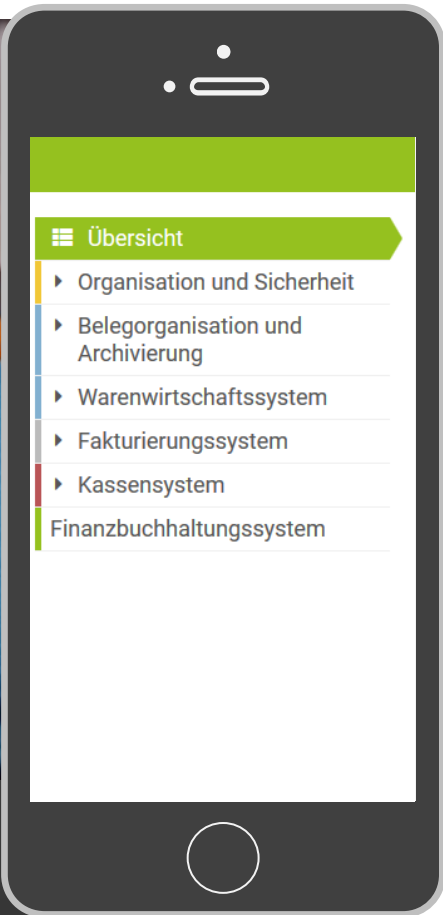 Übersicht
Organisation und Sicherheit
Belegorganisation und
Archivierung
Warenwirtschaftssystem
Fakturierungssystem
Kassensystem
Finanzbuchhaltungssystem